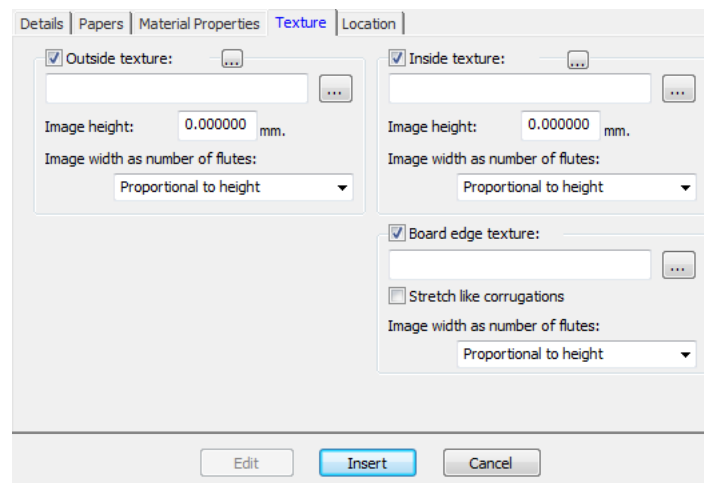 Details Papers Material Properties Texture Location
Outside texture: ...
...
Image height: 0.000000 mm.
Image width as number of flutes:
Proportional to height
Inside texture: ...
...
Image height: 0.000000 mm.
Image width as number of flutes:
Proportional to height
Board edge texture:
...
Stretch like corrugations
Image width as number of flutes:
Proportional to height
Edit Insert Cancel